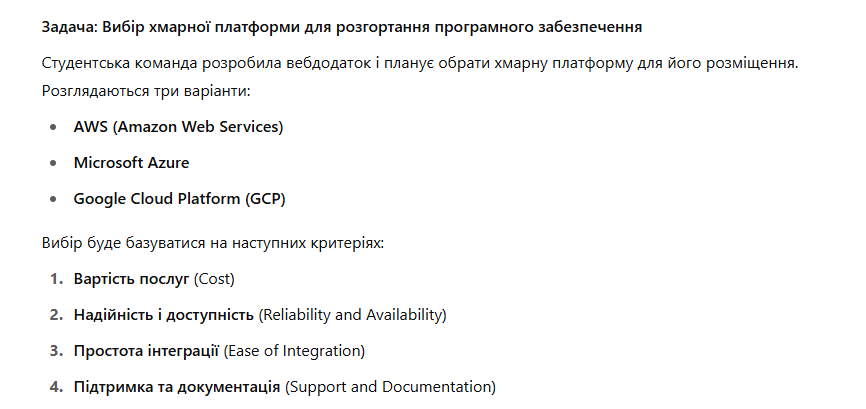 Задача: Вибір хмарної платформи для розгортання програмного забезпечення
Студентська команда розробила вебдодаток і планує обрати хмарну платформу для його розміщення.
Розглядаються три варіанти:
• AWS (Amazon Web Services)
• Microsoft Azure
• Google Cloud Platform (GCP)
Вибір буде базуватися на наступних критеріях:
1. Вартість послуг (Cost)
2. Надійність і доступність (Reliability and Availability)
3. Простота інтеграції (Ease of Integration)
4. Підтримка та документація (Support and Documentation)